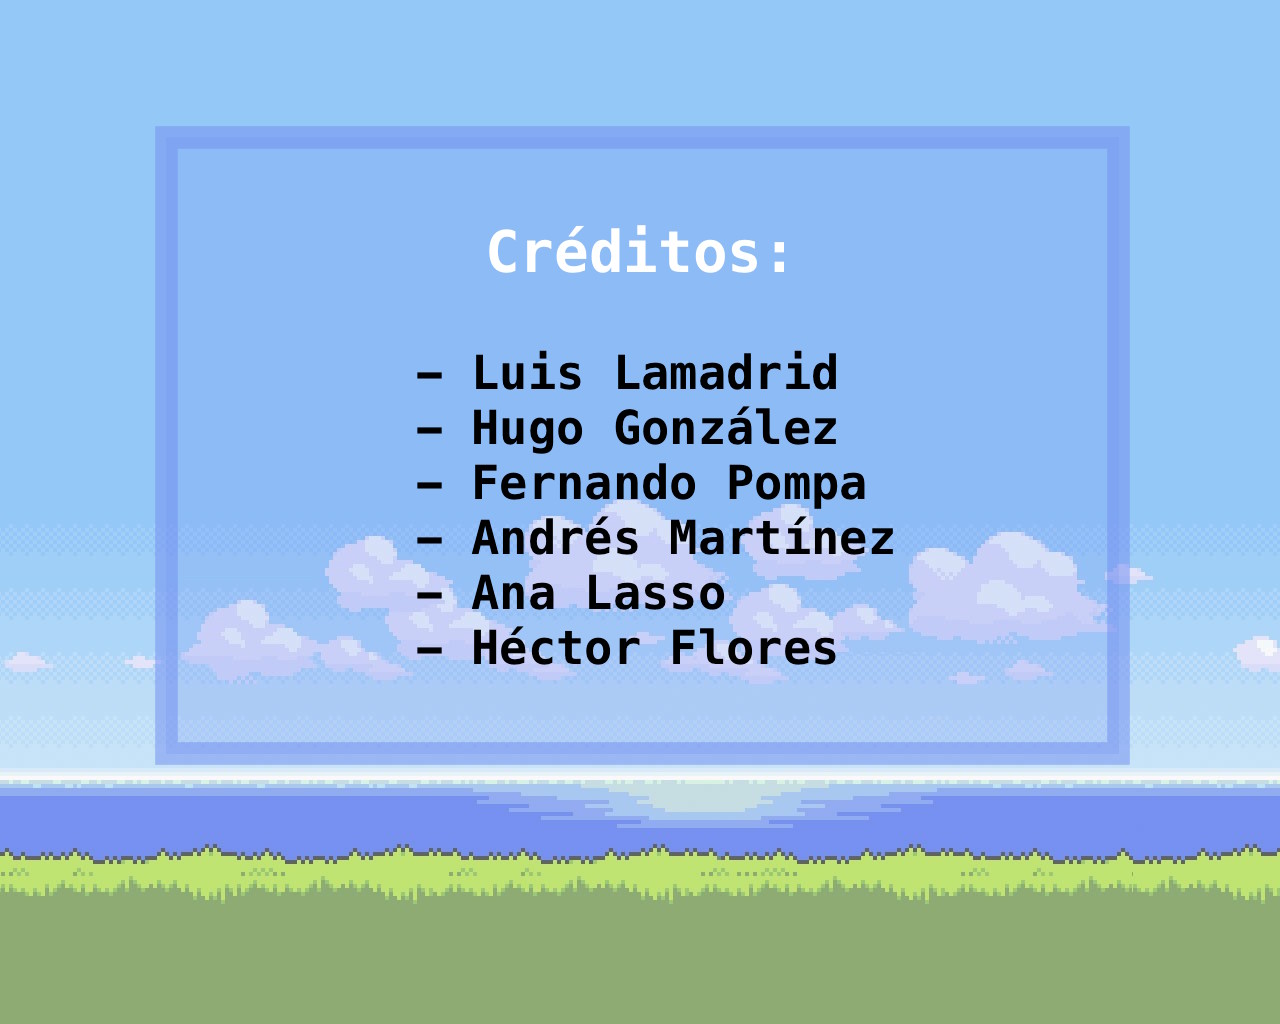 Créditos:
– Luis Lamadrid
– Hugo González
– Fernando Pompa
– Andrés Martínez
– Ana Lasso
– Héctor Flores